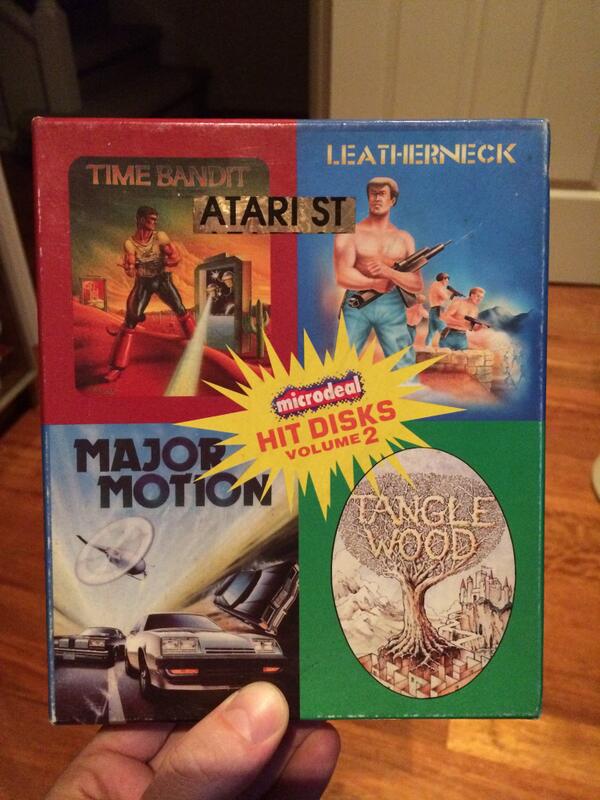 TIME BANDIT
LEATHERNECK
ATARI ST
microdeal
HIT DISKS
VOLUME 2
MAJOR
MOTION
TANGLE
WOOD